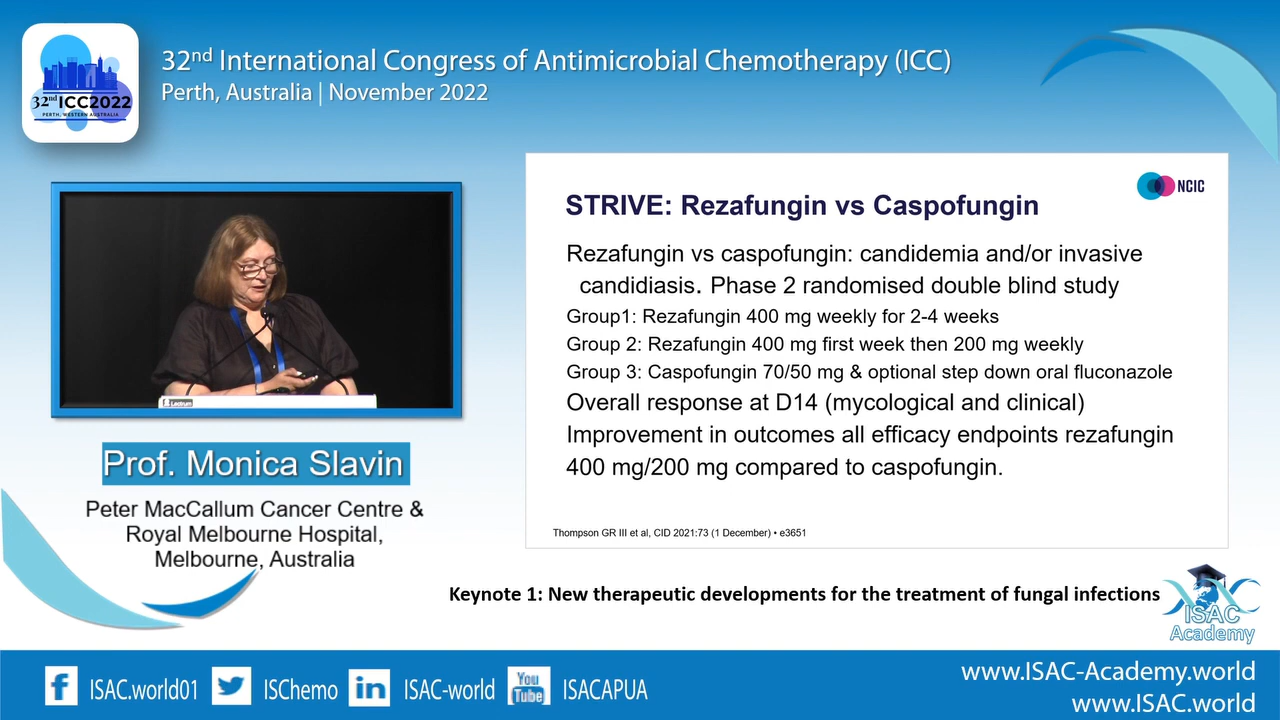 32nd International Congress of Antimicrobial Chemotherapy (ICC)
Perth, Australia | November 2022
32nd ICC2022
PERTH, WESTERN AUSTRALIA
NCIC
STRIVE: Rezafungin vs Caspofungin
Rezafungin vs caspofungin: candidemia and/or invasive
candidiasis. Phase 2 randomised double blind study
Group1: Rezafungin 400 mg weekly for 2-4 weeks
Group 2: Rezafungin 400 mg first week then 200 mg weekly
Group 3: Caspofungin 70/50 mg & optional step down oral fluconazole
Overall response at D14 (mycological and clinical)
Improvement in outcomes all efficacy endpoints rezafungin
400 mg/200 mg compared to caspofungin.
Thompson GR III et al, CID 2021:73 (1 December) • e3651
Lectrum
Prof. Monica Slavin
Peter MacCallum Cancer Centre &
Royal Melbourne Hospital,
Melbourne, Australia
Keynote 1: New therapeutic developments for the treatment of fungal infections
ISAC
Academy
ISAC.world01
ISChemo
in
ISAC-world
You
Tube
ISACAPUA
www.ISAC-Academy.world
www.ISAC.world